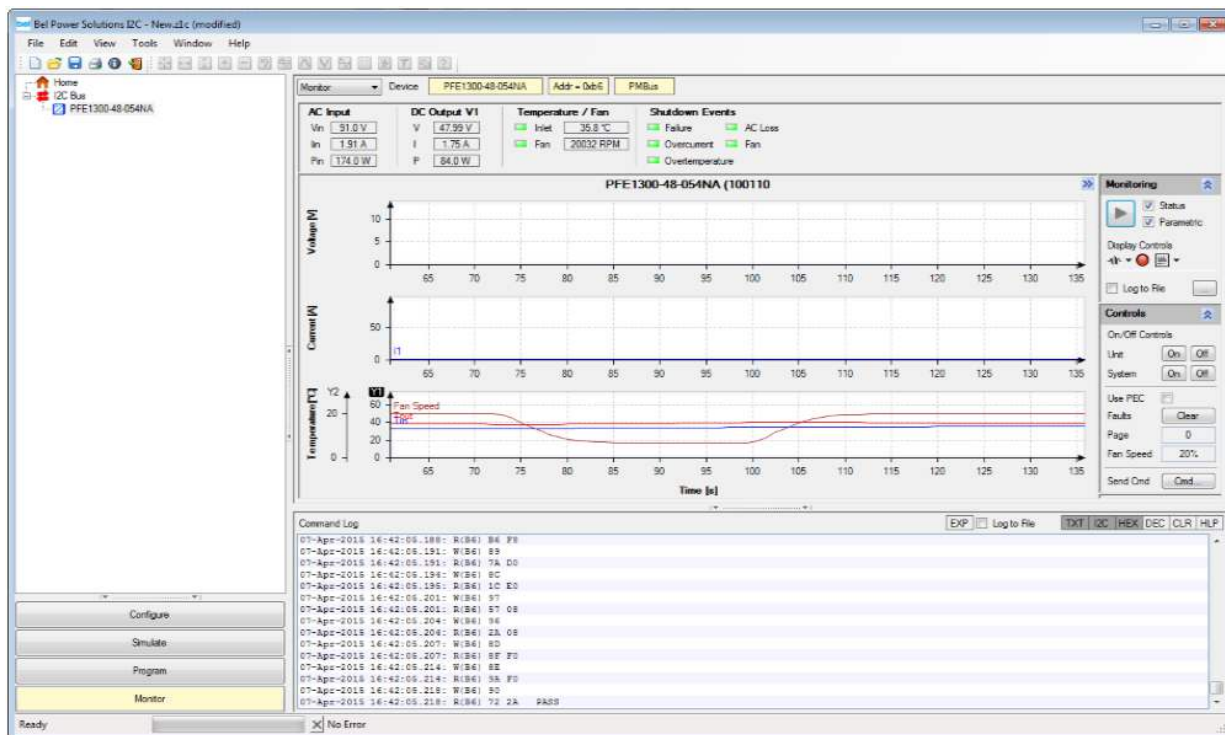 Bel Power Solutions I2C - New.z1c (modified)
File Edit View Tools Window Help
Home
I2C Bus
PFE1300-48-054NA
Monitor Device PFE1300-48-054NA Addr = 0xb6 PMBus
AC Input DC Output V1 Temperature / Fan Shutdown Events
Vin 91.0 V V 47.99 V Inlet 35.8 °C Failure AC Loss
Iin 1.91 A I 1.75 A Fan 20032 RPM Overcurrent Fan
Pin 174.0 W P 84.0 W Overtemperature
PFE1300-48-054NA (100110
Voltage [V]
10
5
0
65 70 75 80 85 90 95 100 105 110 115 120 125 130 135
Current [A]
50
0
i1
65 70 75 80 85 90 95 100 105 110 115 120 125 130 135
Temperature [°C]
Y2 Y1
20 0
60 40 20 0
Fan Speed
65 70 75 80 85 90 95 100 105 110 115 120 125 130 135
Time [s]
Monitoring
Status
Parametric
Display Controls
Log to File ...
Controls
On/Off Controls
Unit On Off
System On Off
Use PEC
Faults Clear
Page 0
Fan Speed 20%
Send Cmd Cmd...
Command Log EXP Log to File TXT I2C HEX DEC CLR HLP
07-Apr-2015 16:42:05.191: W(B6) 89
07-Apr-2015 16:42:05.191: R(B6) 7A D0
07-Apr-2015 16:42:05.194: W(B6) 8C
07-Apr-2015 16:42:05.195: R(B6) 1C E0
07-Apr-2015 16:42:05.201: W(B6) 97
07-Apr-2015 16:42:05.201: R(B6) 57 08
07-Apr-2015 16:42:05.204: W(B6) 96
07-Apr-2015 16:42:05.204: R(B6) 2A 08
07-Apr-2015 16:42:05.207: W(B6) 8D
07-Apr-2015 16:42:05.207: R(B6) 8F F0
07-Apr-2015 16:42:05.214: W(B6) 8E
07-Apr-2015 16:42:05.214: R(B6) 9A F0
07-Apr-2015 16:42:05.218: W(B6) 90
07-Apr-2015 16:42:05.218: R(B6) 72 2A PASS
Configure
Simulate
Program
Monitor
Ready No Error